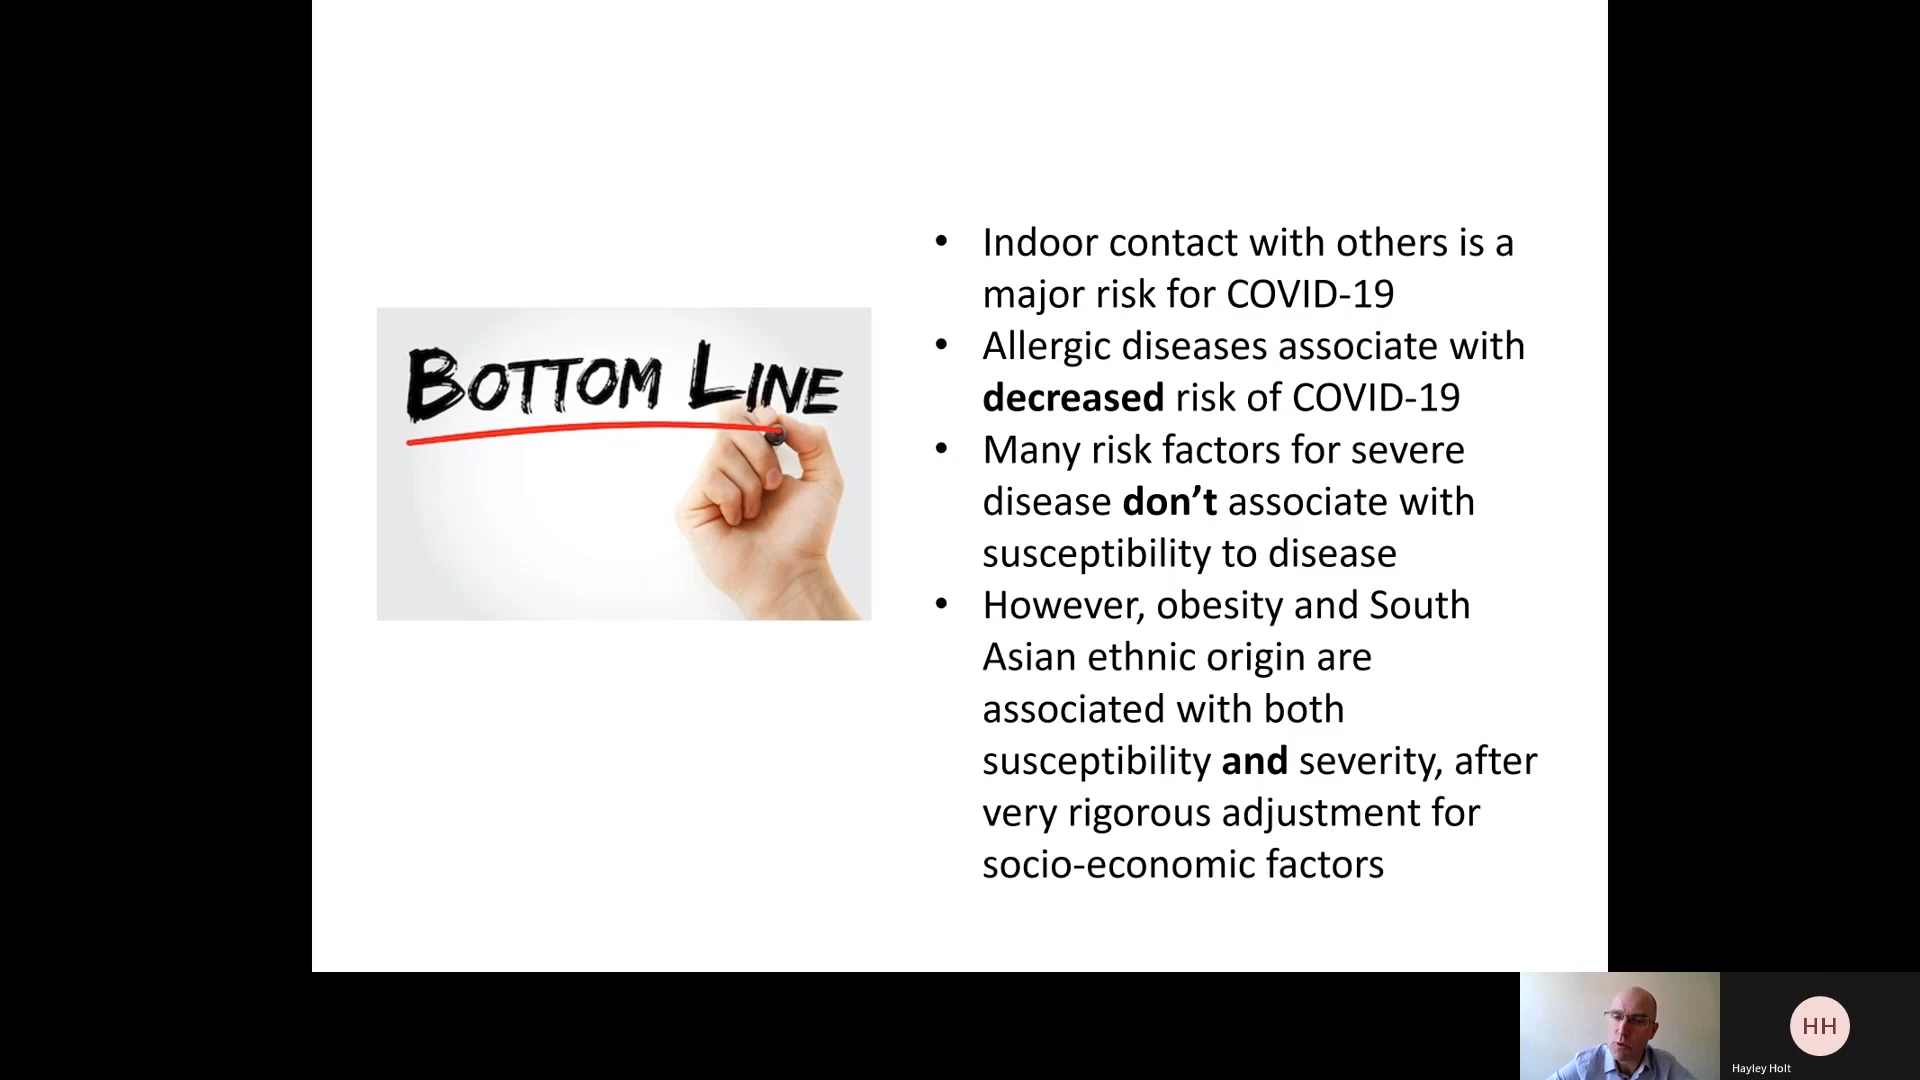 BOTTOM LINE
• Indoor contact with others is a
major risk for COVID-19
• Allergic diseases associate with
decreased risk of COVID-19
• Many risk factors for severe
disease don’t associate with
susceptibility to disease
• However, obesity and South
Asian ethnic origin are
associated with both
susceptibility and severity, after
very rigorous adjustment for
socio-economic factors
HH
Hayley Holt